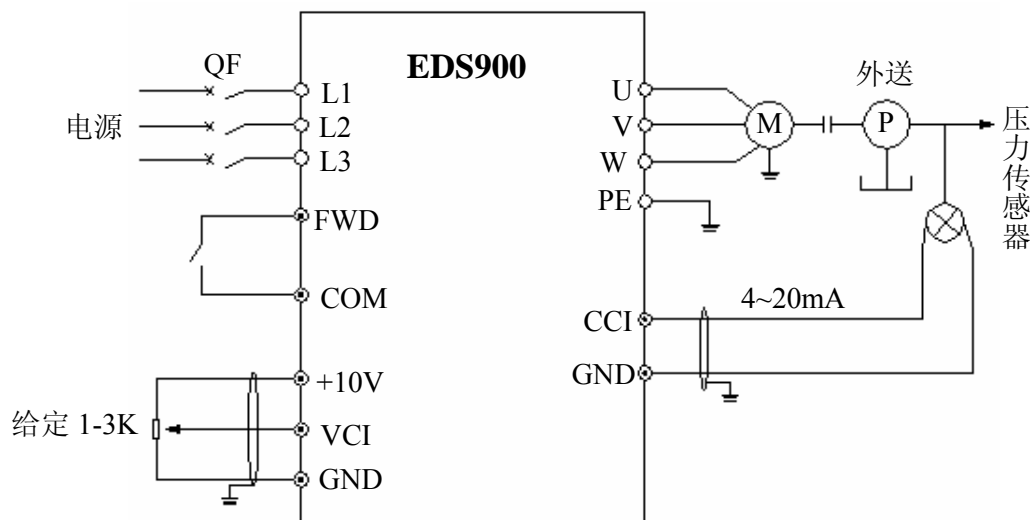 EDS900
QF
外送
L1
U
电源
L2
V
M
P
压力传感器
L3
W
FWD
PE
COM
4~20mA
CCI
+10V
GND
给定 1-3K
VCI
GND